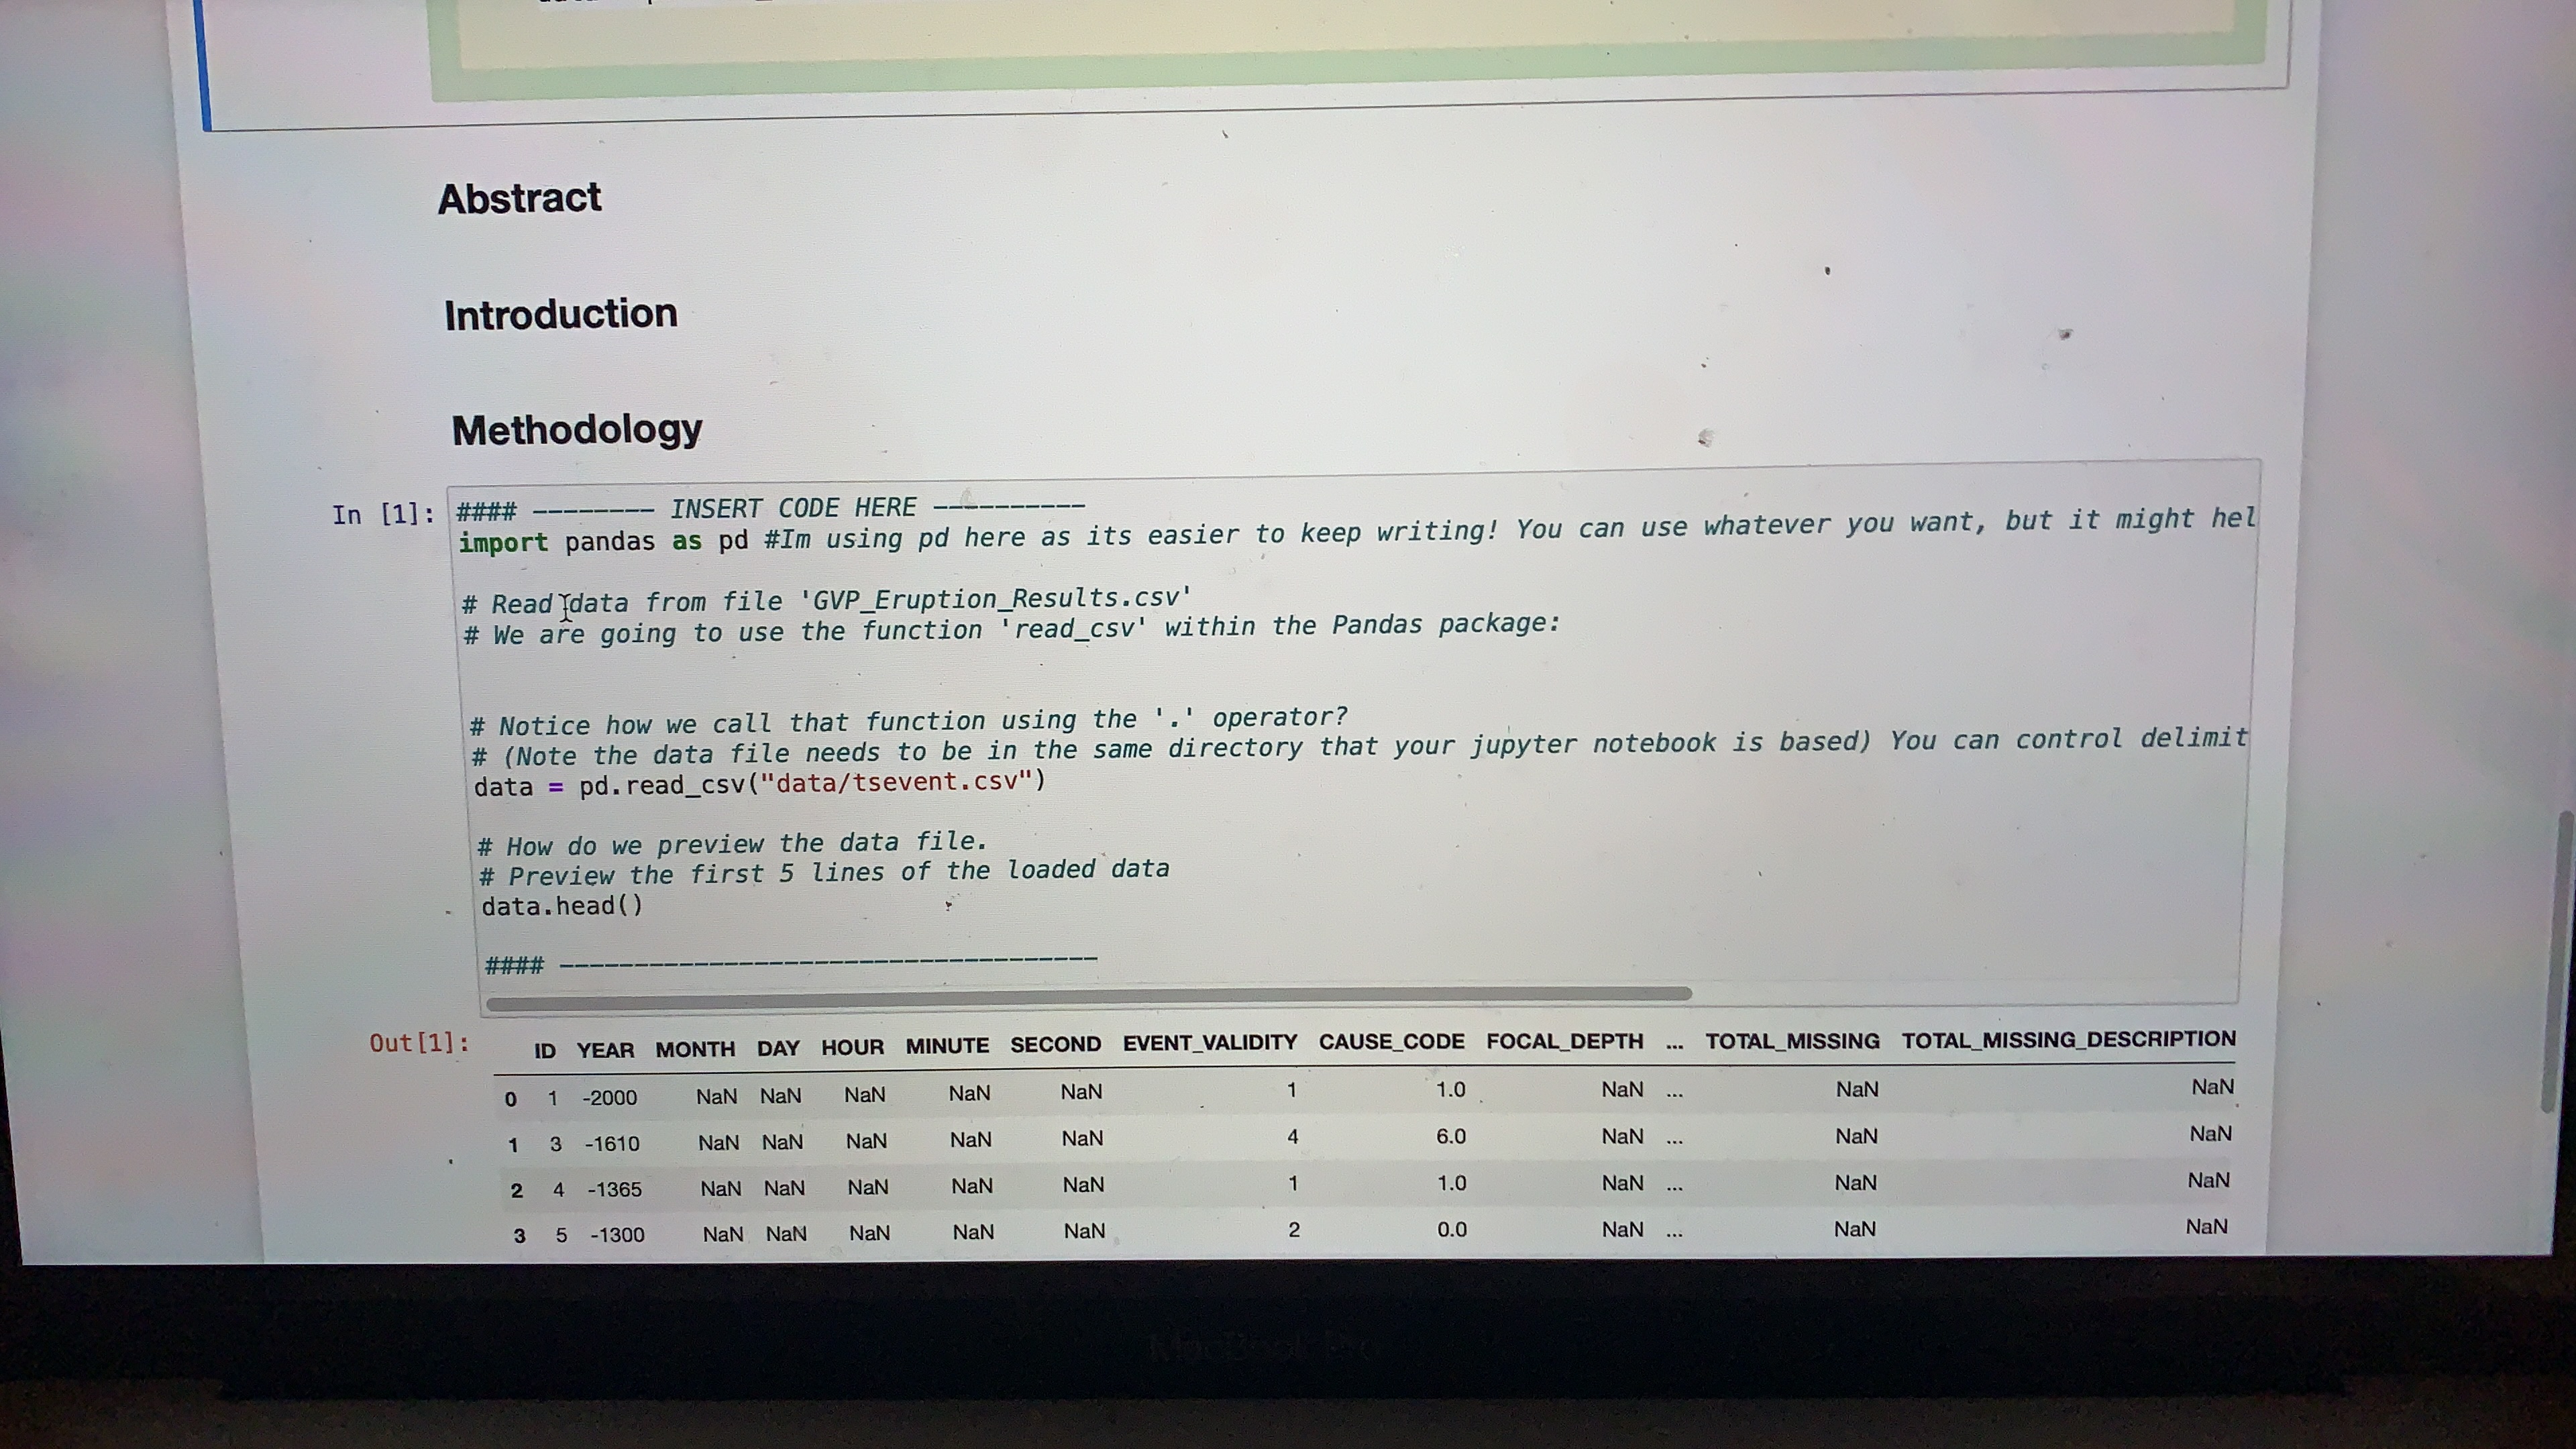 Abstract
Introduction
Methodology
In [1]:
#### -------- INSERT CODE HERE ----------
import pandas as pd #Im using pd here as its easier to keep writing! You can use whatever you want, but it might hel
# Read data from file 'GVP_Eruption_Results.csv'
# We are going to use the function 'read_csv' within the Pandas package:
# Notice how we call that function using the '.' operator?
# (Note the data file needs to be in the same directory that your jupyter notebook is based) You can control delimit
data = pd.read_csv("data/tsevent.csv")
# How do we preview the data file.
# Preview the first 5 lines of the loaded data
data.head()
#### ------------------------------------
Out[1]:
ID YEAR MONTH DAY HOUR MINUTE SECOND EVENT_VALIDITY CAUSE_CODE FOCAL_DEPTH ... TOTAL_MISSING TOTAL_MISSING_DESCRIPTION
0 1 -2000 NaN NaN NaN NaN NaN 1 1.0 NaN ... NaN NaN
1 3 -1610 NaN NaN NaN NaN NaN 4 6.0 NaN ... NaN NaN
2 4 -1365 NaN NaN NaN NaN NaN 1 1.0 NaN ... NaN NaN
3 5 -1300 NaN NaN NaN NaN NaN 2 0.0 NaN ... NaN NaN
MacBook Pro